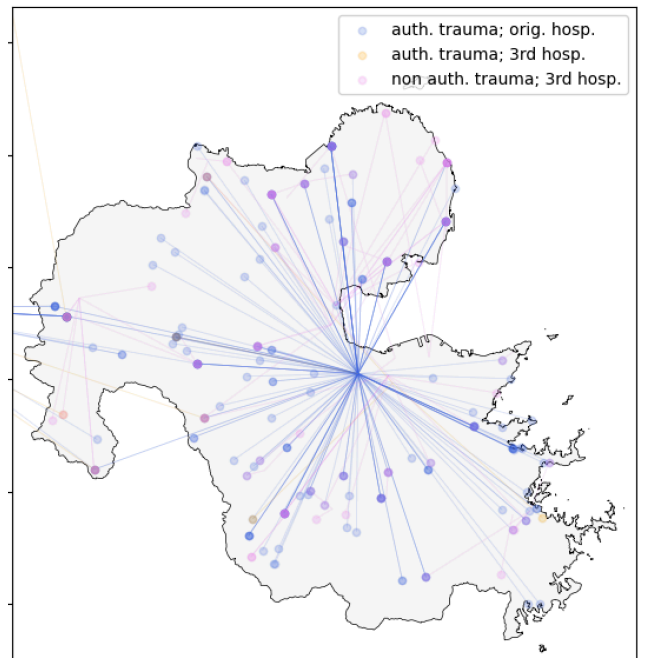 auth. trauma; orig. hosp.
auth. trauma; 3rd hosp.
non auth. trauma; 3rd hosp.